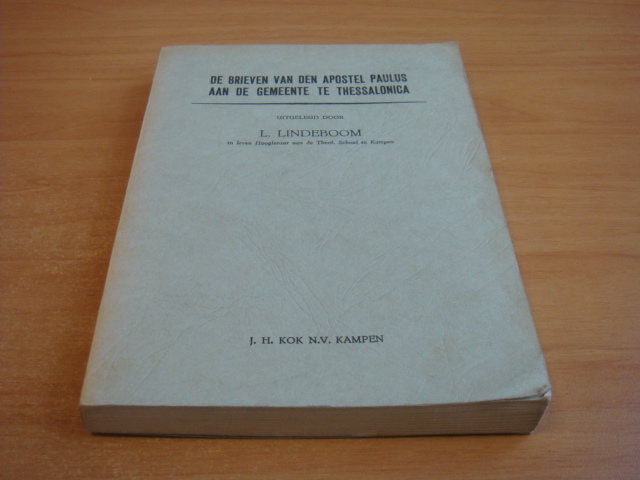 DE BRIEVEN VAN DEN APOSTEL PAULUS
AAN DE GEMEENTE TE THESSALONICA
UITGELEGD DOOR
L. LINDEBOOM
in leven Hoogleraar aan de Theol. School te Kampen
J. H. KOK N.V. KAMPEN